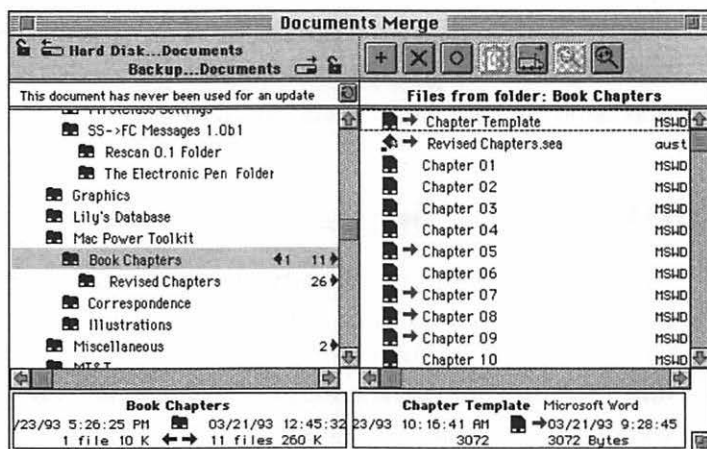 Documents Merge
Hard Disk...Documents
Backup...Documents
This document has never been used for an update
Files from folder: Book Chapters
SS->FC Messages 1.0b1
Rescan 0.1 Folder
The Electronic Pen Folder
Graphics
Lily's Database
Mac Power Toolkit
Book Chapters 1 11
Revised Chapters 26
Correspondence
Illustrations
Miscellaneous 2
MT&T
Chapter Template MSWD
Revised Chapters.sea aust
Chapter 01 MSWD
Chapter 02 MSWD
Chapter 03 MSWD
Chapter 04 MSWD
Chapter 05 MSWD
Chapter 06 MSWD
Chapter 07 MSWD
Chapter 08 MSWD
Chapter 09 MSWD
Chapter 10 MSWD
Book Chapters
/23/93 5:26:25 PM 03/21/93 12:45:32
1 file 10 K 11 files 260 K
Chapter Template Microsoft Word
23/93 10:16:41 AM 03/21/93 9:28:45
3072 3072 Bytes